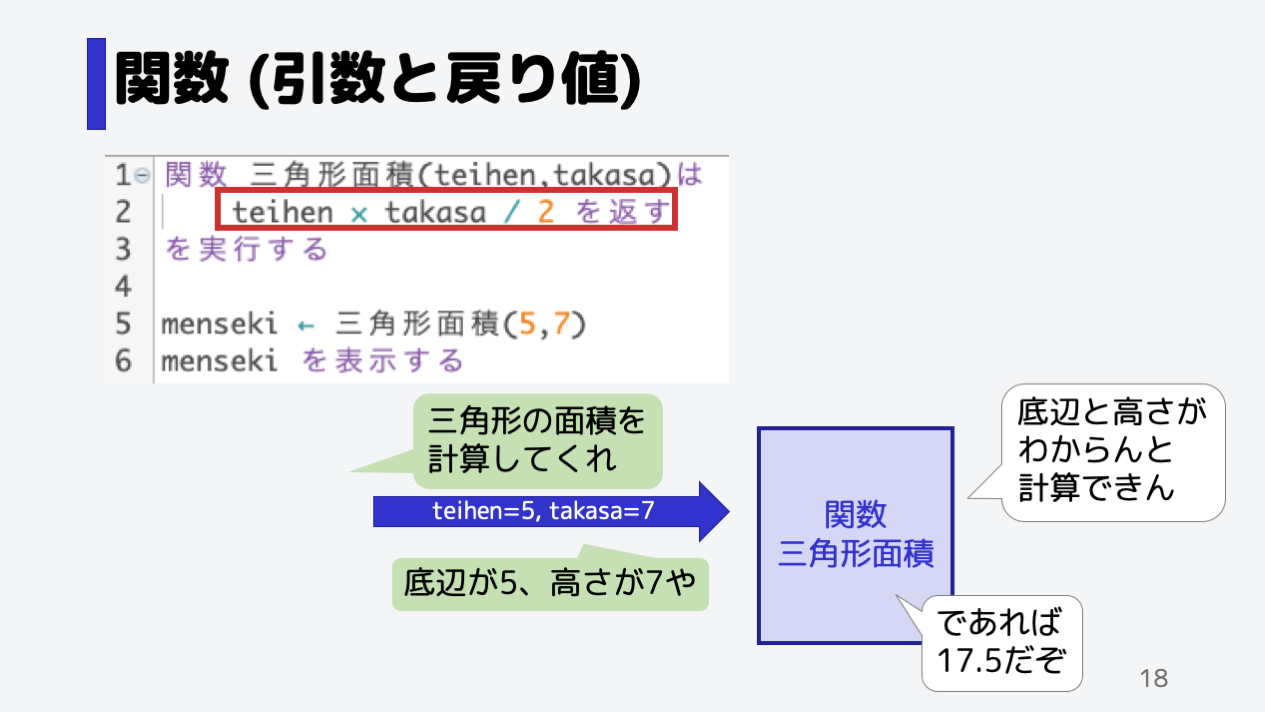 関数 (引数と戻り値)
1 関数 三角形面積(teihen,takasa)は
2 teihen × takasa / 2 を返す
3 を実行する
4
5 menseki ← 三角形面積(5,7)
6 menseki を表示する
三角形の面積を
計算してくれ
teihen=5, takasa=7
底辺が5、高さが7や
関数
三角形面積
底辺と高さが
わからんと
計算できん
であれば
17.5だぞ
18